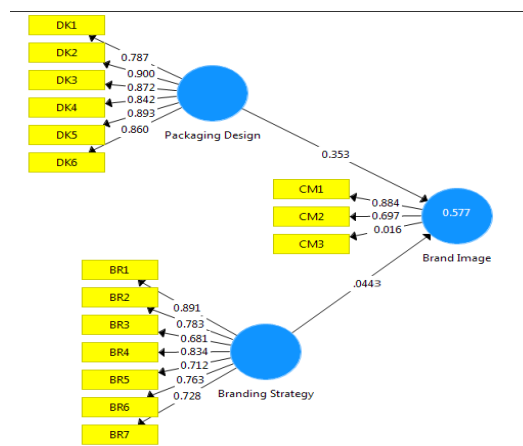 DK1
DK2
DK3
DK4
DK5
DK6
0.787
0.900
0.872
0.842
0.893
0.860
Packaging Design
0.353
CM1
CM2
CM3
0.884
0.697
0.016
0.577
Brand Image
.0443
BR1
BR2
BR3
BR4
BR5
BR6
BR7
0.891
0.783
0.681
0.834
0.712
0.763
0.728
Branding Strategy